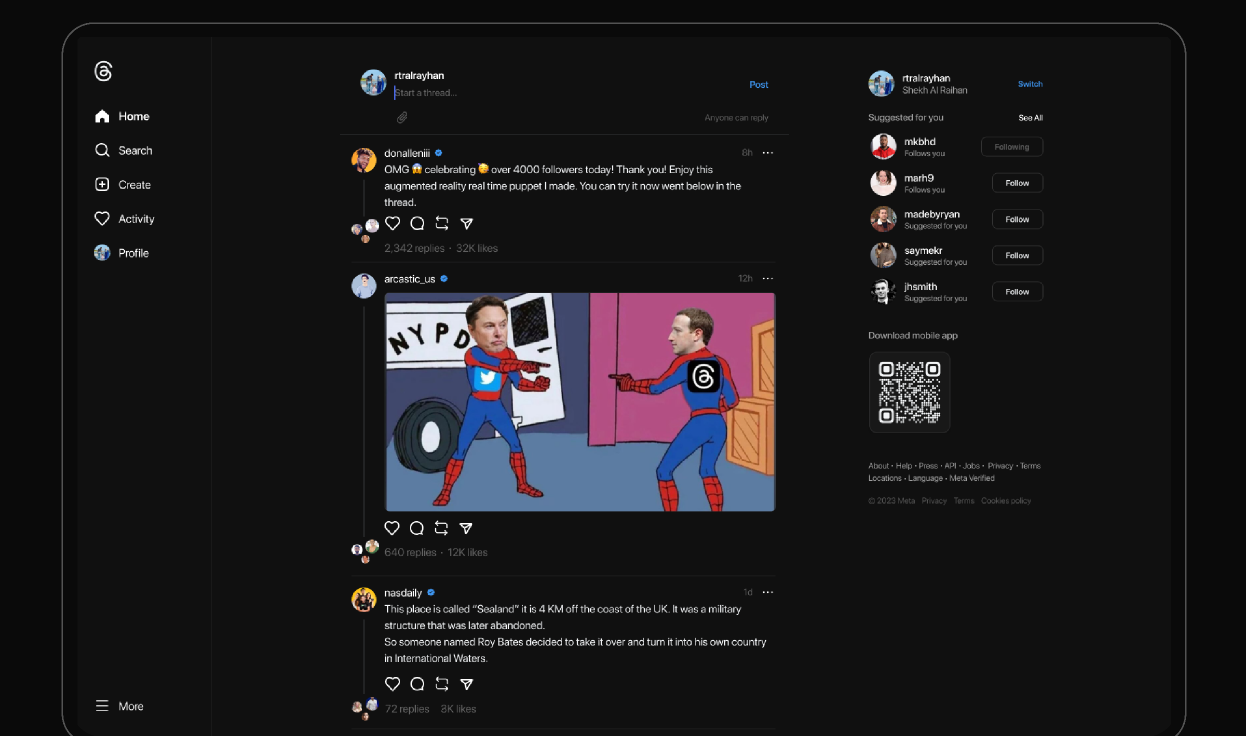 Home
Search
Create
Activity
Profile
More
rtralrayhan
Start a thread...
Post
Anyone can reply
donalleniii
8h
OMG 😱 celebrating 🥳 over 4000 followers today! Thank you! Enjoy this
augmented reality real time puppet I made. You can try it now went below in the
thread.
2,342 replies · 32K likes
arcastic_us
12h
NYPD
640 replies · 12K likes
nasdaily
1d
This place is called “Sealand” it is 4 KM off the coast of the UK. It was a military
structure that was later abandoned.
So someone named Roy Bates decided to take it over and turn it into his own country
in International Waters.
72 replies 8K likes
rtralrayhan
Shekh Al Raihan
Switch
Suggested for you
See All
mkbhd
Follows you
Following
marh9
Follows you
Follow
madebyryan
Suggested for you
Follow
saymekr
Suggested for you
Follow
jhsmith
Suggested for you
Follow
Download mobile app
About • Help • Press • API • Jobs • Privacy • Terms
Locations • Language • Meta Verified
© 2023 Meta Privacy Terms Cookies policy